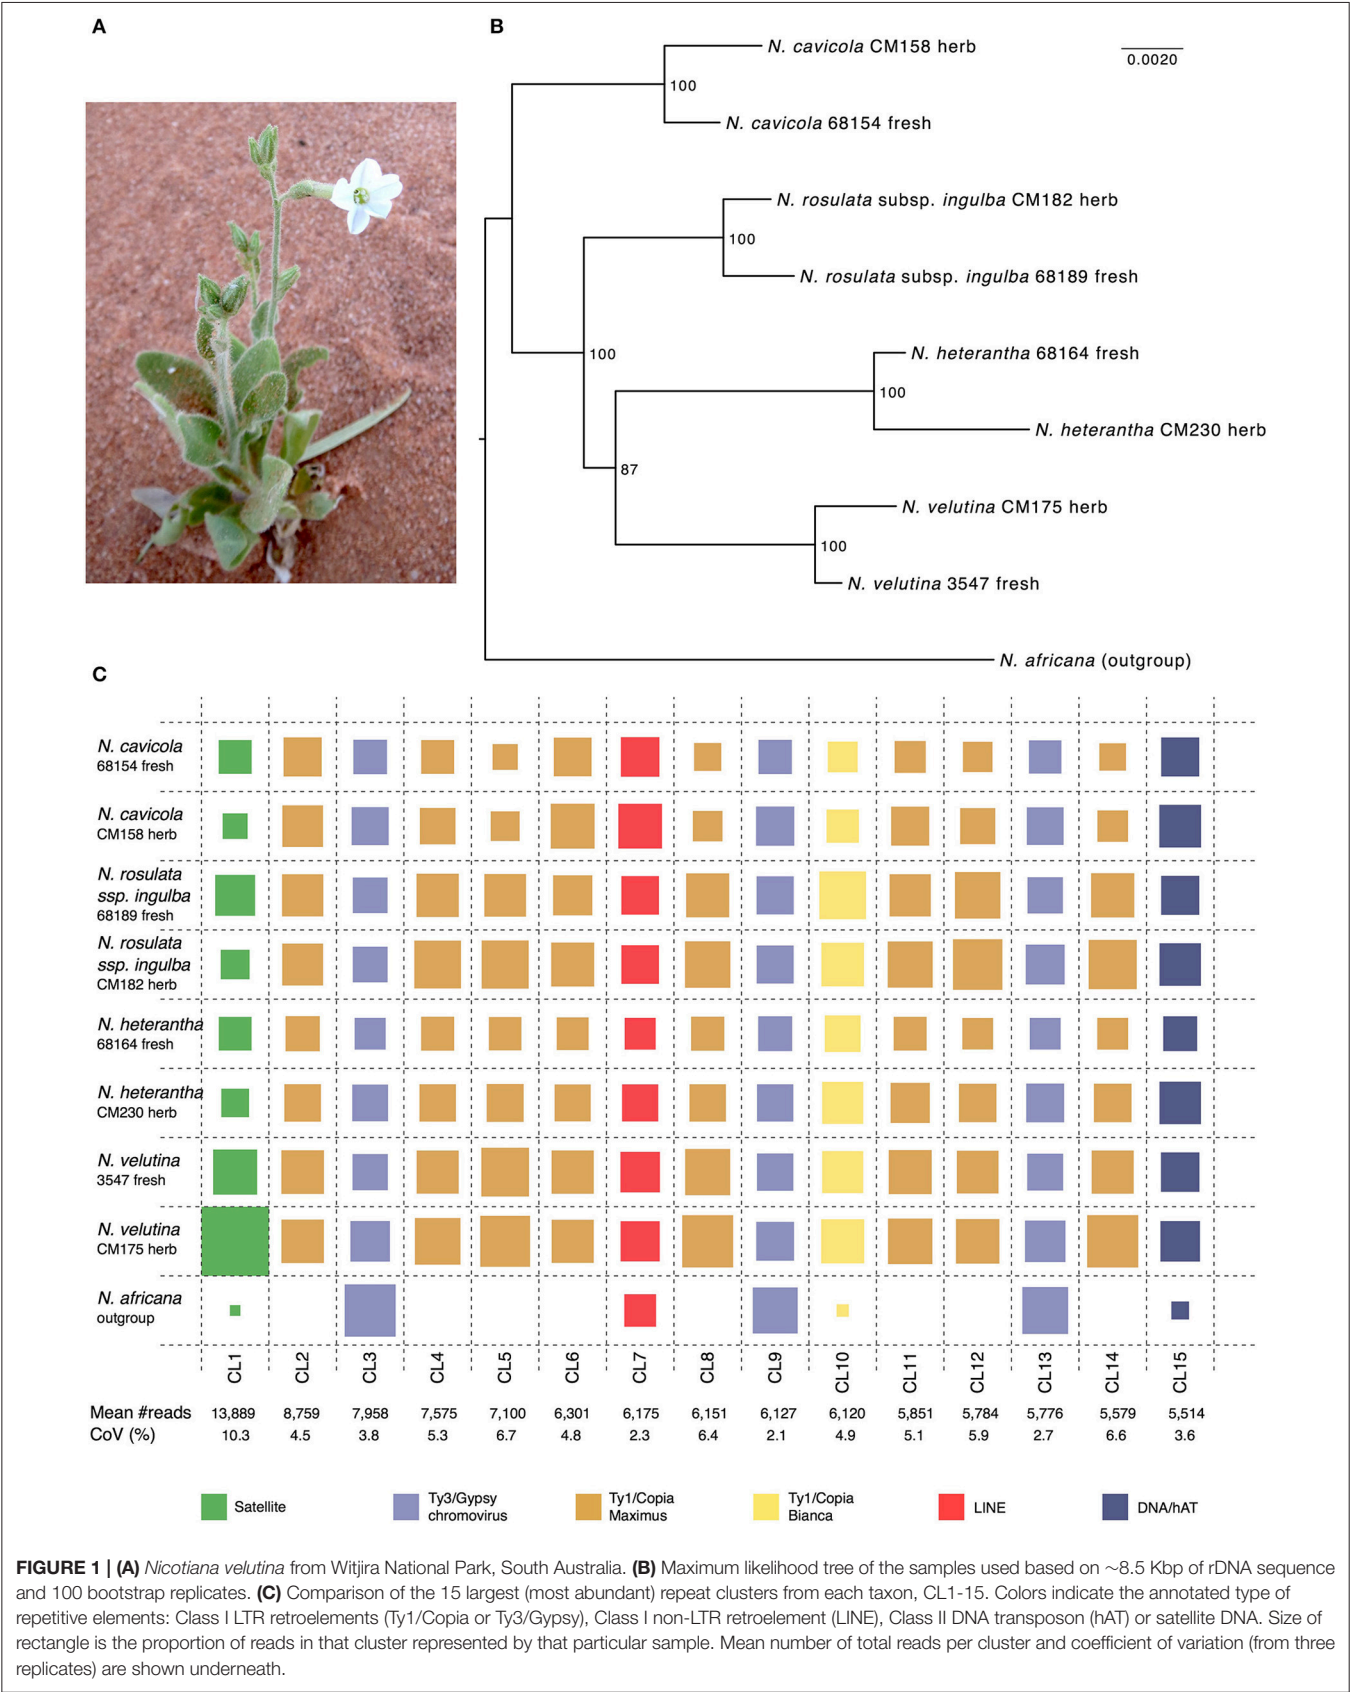 A
B
N. cavicola CM158 herb
0.0020
100
N. cavicola 68154 fresh
N. rosulata subsp. ingulba CM182 herb
100
N. rosulata subsp. ingulba 68189 fresh
100
N. heterantha 68164 fresh
100
N. heterantha CM230 herb
87
N. velutina CM175 herb
100
N. velutina 3547 fresh
N. africana (outgroup)
C
N. cavicola
68154 fresh
N. cavicola
CM158 herb
N. rosulata
ssp. ingulba
68189 fresh
N. rosulata
ssp. ingulba
CM182 herb
N. heterantha
68164 fresh
N. heterantha
CM230 herb
N. velutina
3547 fresh
N. velutina
CM175 herb
N. africana
outgroup
CL1 CL2 CL3 CL4 CL5 CL6 CL7 CL8 CL9 CL10 CL11 CL12 CL13 CL14 CL15
Mean #reads 13,889 8,759 7,958 7,575 7,100 6,301 6,175 6,151 6,127 6,120 5,851 5,784 5,776 5,579 5,514
CoV (%) 10.3 4.5 3.8 5.3 6.7 4.8 2.3 6.4 2.1 4.9 5.1 5.9 2.7 6.6 3.6
Satellite
Ty3/Gypsy
chromovirus
Ty1/Copia
Maximus
Ty1/Copia
Bianca
LINE
DNA/hAT
FIGURE 1 | (A) Nicotiana velutina from Witjira National Park, South Australia. (B) Maximum likelihood tree of the samples used based on ~8.5 Kbp of rDNA sequence
and 100 bootstrap replicates. (C) Comparison of the 15 largest (most abundant) repeat clusters from each taxon, CL1-15. Colors indicate the annotated type of
repetitive elements: Class I LTR retroelements (Ty1/Copia or Ty3/Gypsy), Class I non-LTR retroelement (LINE), Class II DNA transposon (hAT) or satellite DNA. Size of
rectangle is the proportion of reads in that cluster represented by that particular sample. Mean number of total reads per cluster and coefficient of variation (from three
replicates) are shown underneath.